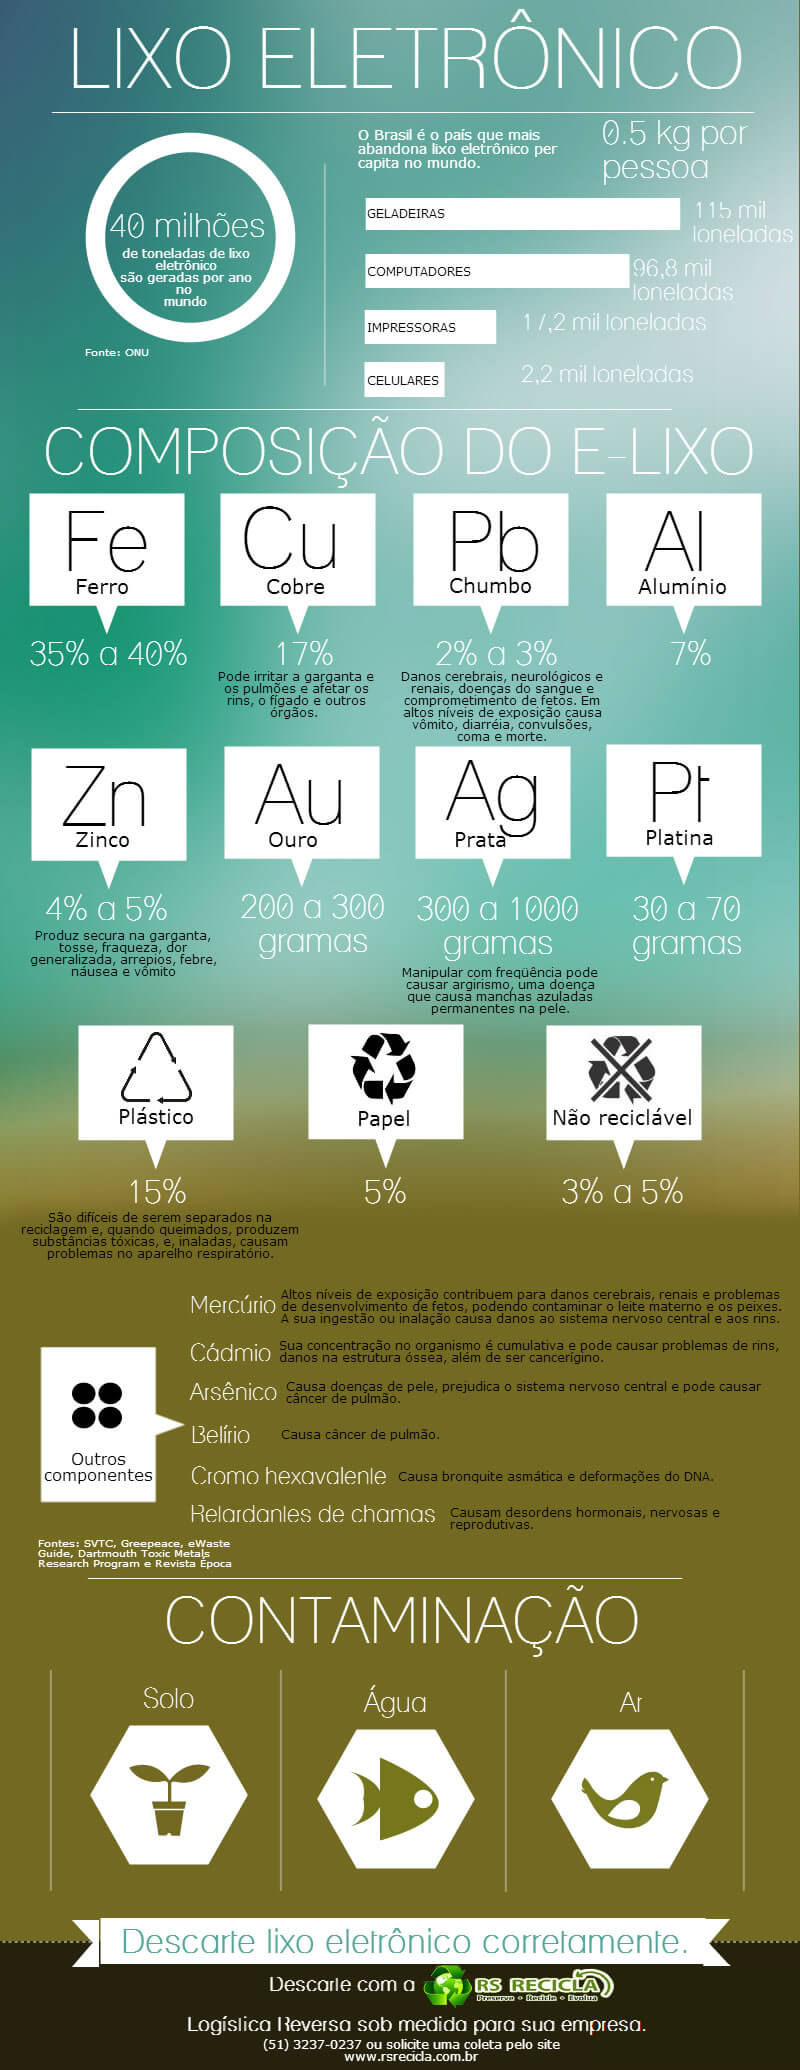 LIXO ELETRÔNICO
40 milhões
de toneladas de lixo
eletrônico
são geradas por ano
no
mundo
Fonte: ONU
O Brasil é o país que mais
abandona lixo eletrônico per
capita no mundo.
0.5 kg por
pessoa
GELADEIRAS
115 mil
toneladas
COMPUTADORES
96,8 mil
toneladas
IMPRESSORAS
17,2 mil toneladas
CELULARES
2,2 mil toneladas
COMPOSIÇÃO DO E-LIXO
Fe
Ferro
35% a 40%
Cu
Cobre
17%
Pode irritar a garganta e
os pulmões e afetar os
rins, o fígado e outros
órgãos.
Pb
Chumbo
2% a 3%
Danos cerebrais, neurológicos e
renais, doenças do sangue e
comprometimento de fetos. Em
altos níveis de exposição causa
vômito, diarréia, convulsões,
coma e morte.
Al
Alumínio
7%
Zn
Zinco
4% a 5%
Produz secura na garganta,
tosse, fraqueza, dor
generalizada, arrepios, febre,
náusea e vômito
Au
Ouro
200 a 300
gramas
Ag
Prata
300 a 1000
gramas
Manipular com freqüência pode
causar argirismo, uma doença
que causa manchas azuladas
permanentes na pele.
Pt
Platina
30 a 70
gramas
Plástico
15%
São difíceis de serem separados na
reciclagem e, quando queimados, produzem
substâncias tóxicas, e, inaladas, causam
problemas no aparelho respiratório.
Papel
5%
Não reciclável
3% a 5%
Outros
componentes
Mercúrio
Altos níveis de exposição contribuem para danos cerebrais, renais e problemas
de desenvolvimento de fetos, podendo contaminar o leite materno e os peixes.
A sua ingestão ou inalação causa danos ao sistema nervoso central e aos rins.
Cádmio
Sua concentração no organismo é cumulativa e pode causar problemas de rins,
danos na estrutura óssea, além de ser cancerígino.
Arsênico
Causa doenças de pele, prejudica o sistema nervoso central e pode causar
câncer de pulmão.
Belírio
Causa câncer de pulmão.
Cromo hexavalente
Causa bronquite asmática e deformações do DNA.
Retardantes de chamas
Causam desordens hormonais, nervosas e
reprodutivas.
Fontes: SVTC, Greepeace, eWaste
Guide, Dartmouth Toxic Metals
Research Program e Revista Época
CONTAMINAÇÃO
Solo
Água
Ar
Descarte lixo eletrônico corretamente.
Descarte com a
RS RECICLA
Preserve • Recicle • Evolua
Logística Reversa sob medida para sua empresa.
(51) 3237-0237 ou solicite uma coleta pelo site
www.rsrecicla.com.br